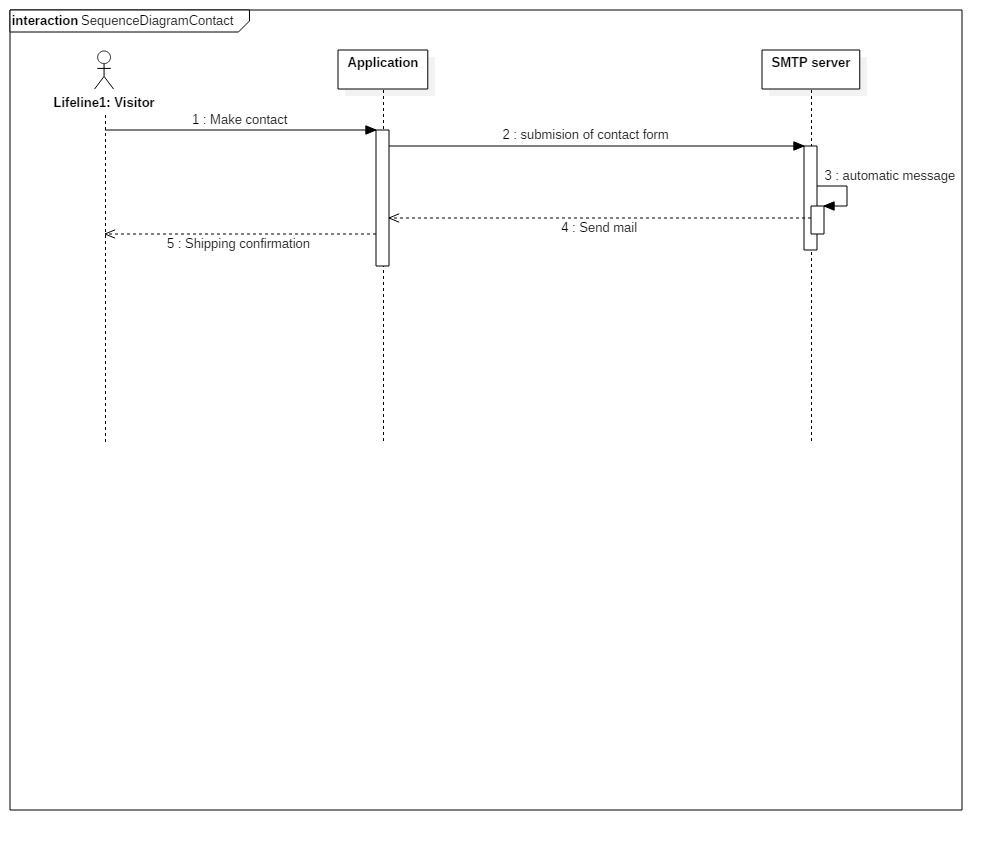 interaction SequenceDiagramContact
Application
SMTP server
Lifeline1: Visitor
1 : Make contact
2 : submision of contact form
3 : automatic message
4 : Send mail
5 : Shipping confirmation